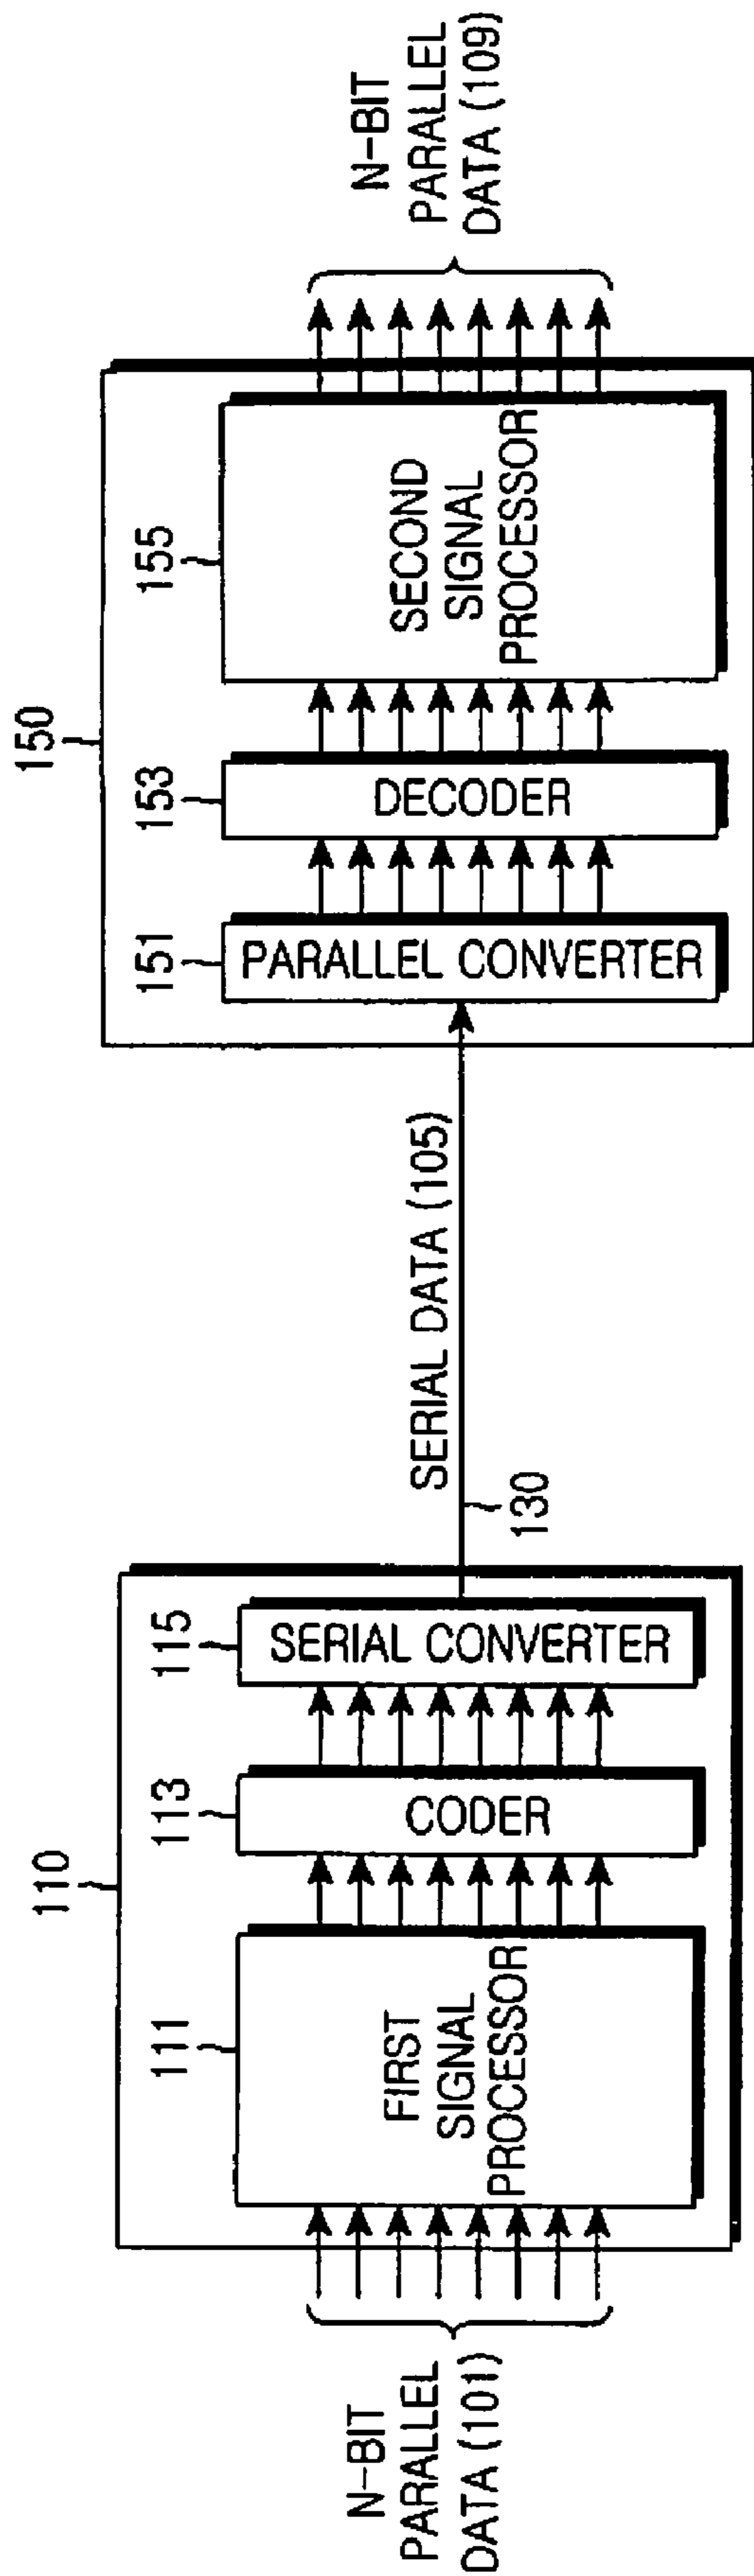 N-BIT
PARALLEL
DATA (101)
110
111
FIRST
SIGNAL
PROCESSOR
113
CODER
115
SERIAL CONVERTER
130
SERIAL DATA (105)
150
151
PARALLEL CONVERTER
153
DECODER
155
SECOND
SIGNAL
PROCESSOR
N-BIT
PARALLEL
DATA (109)